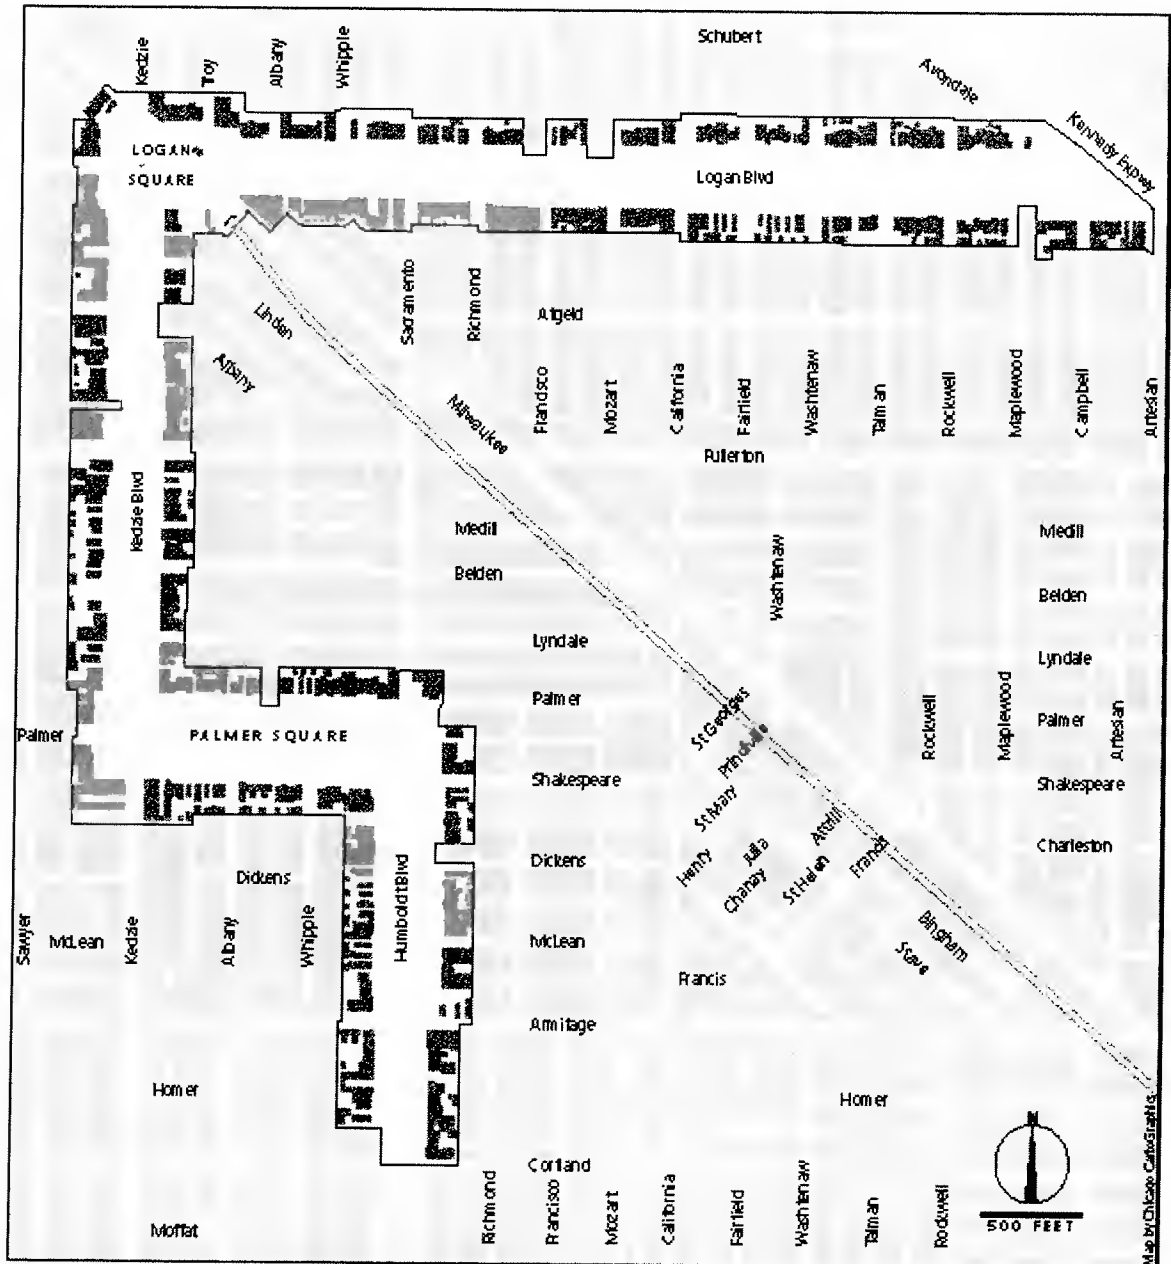 Schubert
Kedzie
Troy
Albany
Whipple
Avondale
Kennedy Expwy
LOGAN
SQUARE
Logan Blvd
Sacramento
Richmond
Linden
Altgeld
Albany
Milwaukee
Francisco
Mozart
California
Fairfield
Washtenaw
Talman
Rockwell
Maplewood
Campbell
Artesian
Fullerton
Kedzie Blvd
Medill
Washtenaw
Medill
Belden
Belden
Lyndale
Lyndale
Palmer
St Georges
Rockwell
Maplewood
Palmer
Artesian
Palmer
PALMER SQUARE
Prindiville
Shakespeare
Shakespeare
St Mary
Attrill
Charleston
Henry
Julia
Francis
Dickens
Dickens
Chanay
St Helen
Humboldt Blvd
Sawyer
McLean
Kedzie
Albany
Whipple
McLean
Bingham
Stave
Francis
Armitage
Homer
Homer
N
Cortland
Richmond
Francisco
Mozart
California
Fairfield
Washtenaw
Talman
Rockwell
500 FEET
Moffat
Map by Chicago CartoGraphics